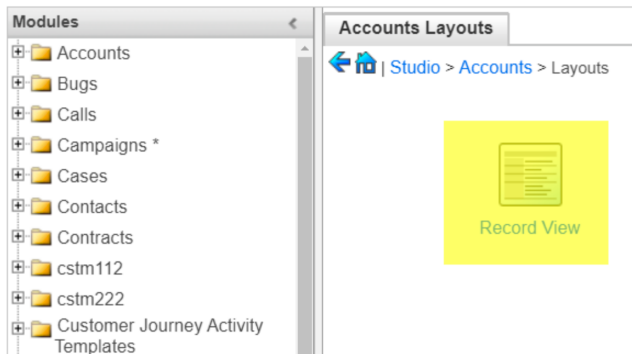 Modules
Accounts
Bugs
Calls
Campaigns *
Cases
Contacts
Contracts
cstm112
cstm222
Customer Journey Activity
Templates
Accounts Layouts
| Studio > Accounts > Layouts
Record View